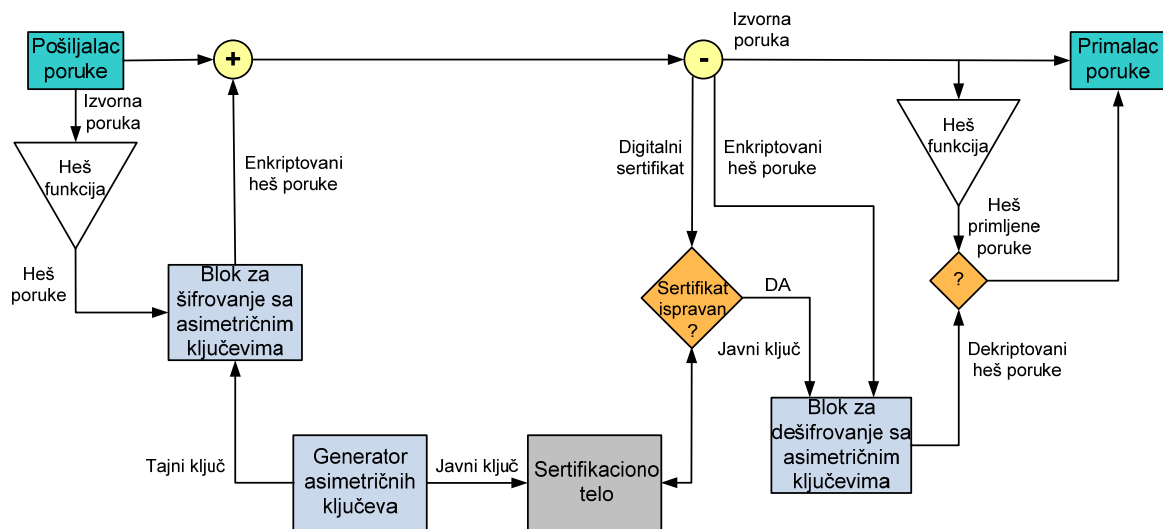 Pošiljalac
poruke
+
-
Izvorna
poruka
Primalac
poruke
Izvorna
poruka
Heš
funkcija
Enkriptovani
heš poruke
Digitalni
sertifikat
Enkriptovani
heš poruke
Heš
funkcija
Heš
primljene
poruke
Heš
poruke
Blok za
šifrovanje sa
asimetričnim
ključevima
Sertifikat
ispravan
?
DA
Javni ključ
?
Dekriptovani
heš poruke
Blok za
dešifrovanje sa
asimetričnim
ključevima
Tajni ključ
Generator
asimetričnih
ključeva
Javni ključ
Sertifikaciono
telo